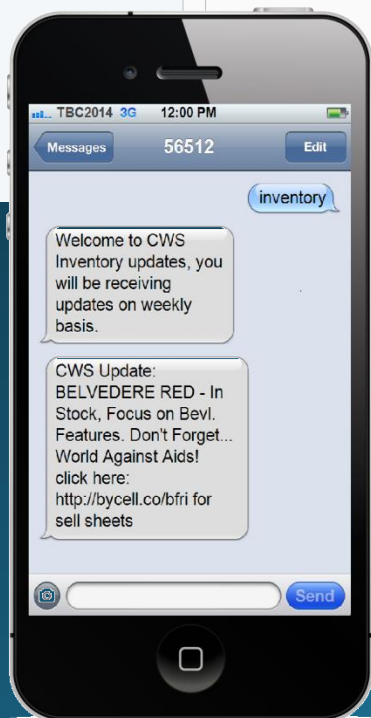 TBC2014 3G 12:00 PM
Messages 56512 Edit
inventory
Welcome to CWS
Inventory updates, you
will be receiving
updates on weekly
basis.
CWS Update:
BELVEDERE RED - In
Stock, Focus on Bevl.
Features. Don't Forget...
World Against Aids!
click here:
http://bycell.co/bfri for
sell sheets
Send